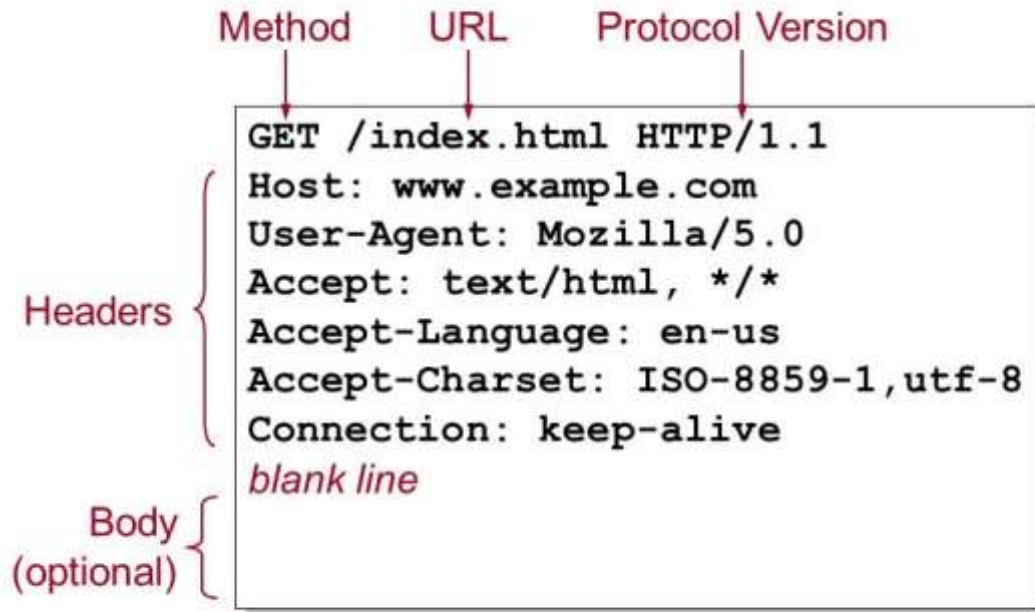 Method URL Protocol Version
GET /index.html HTTP/1.1
Host: www.example.com
User-Agent: Mozilla/5.0
Accept: text/html, */*
Headers
Accept-Language: en-us
Accept-Charset: ISO-8859-1,utf-8
Connection: keep-alive
blank line
Body
(optional)